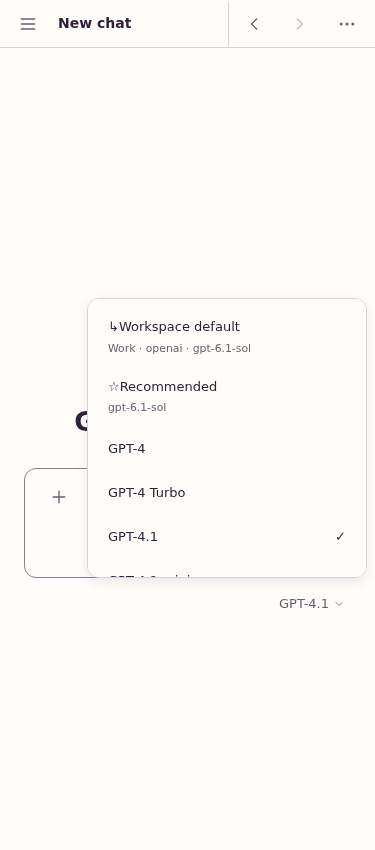 New chat
↳Workspace default
Work · openai · gpt-6.1-sol
☆Recommended
gpt-6.1-sol
GPT-4
GPT-4 Turbo
GPT-4.1 ✓
GPT-4.1